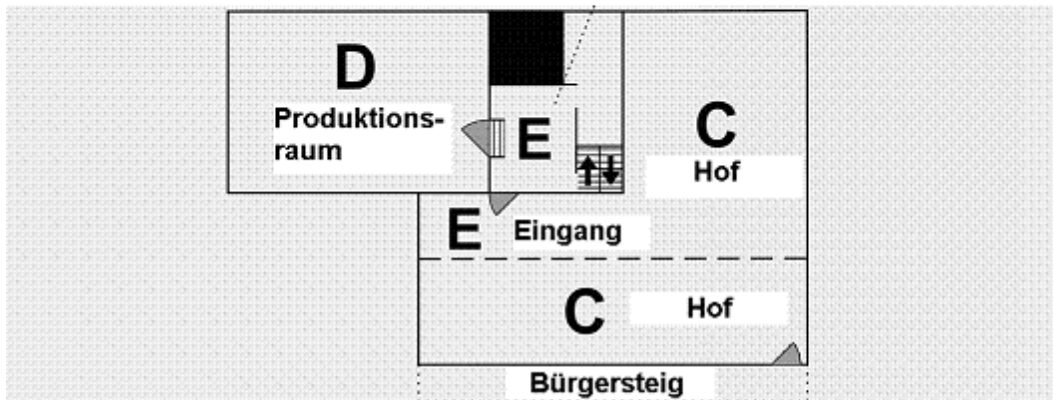 D
Produktions-
raum
E
C
Hof
E
Eingang
C
Hof
Bürgersteig